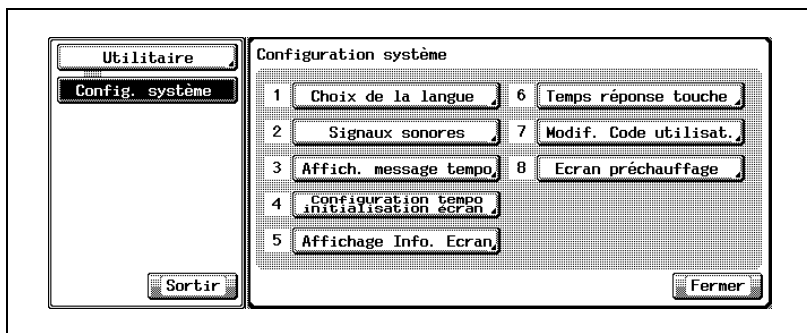 Utilitaire
Config. système
Sortir
Configuration système
1 Choix de la langue
2 Signaux sonores
3 Affich. message tempo
4 Configuration tempo
initialisation écran
5 Affichage Info. Ecran
6 Temps réponse touche
7 Modif. Code utilisat.
8 Ecran préchauffage
Fermer